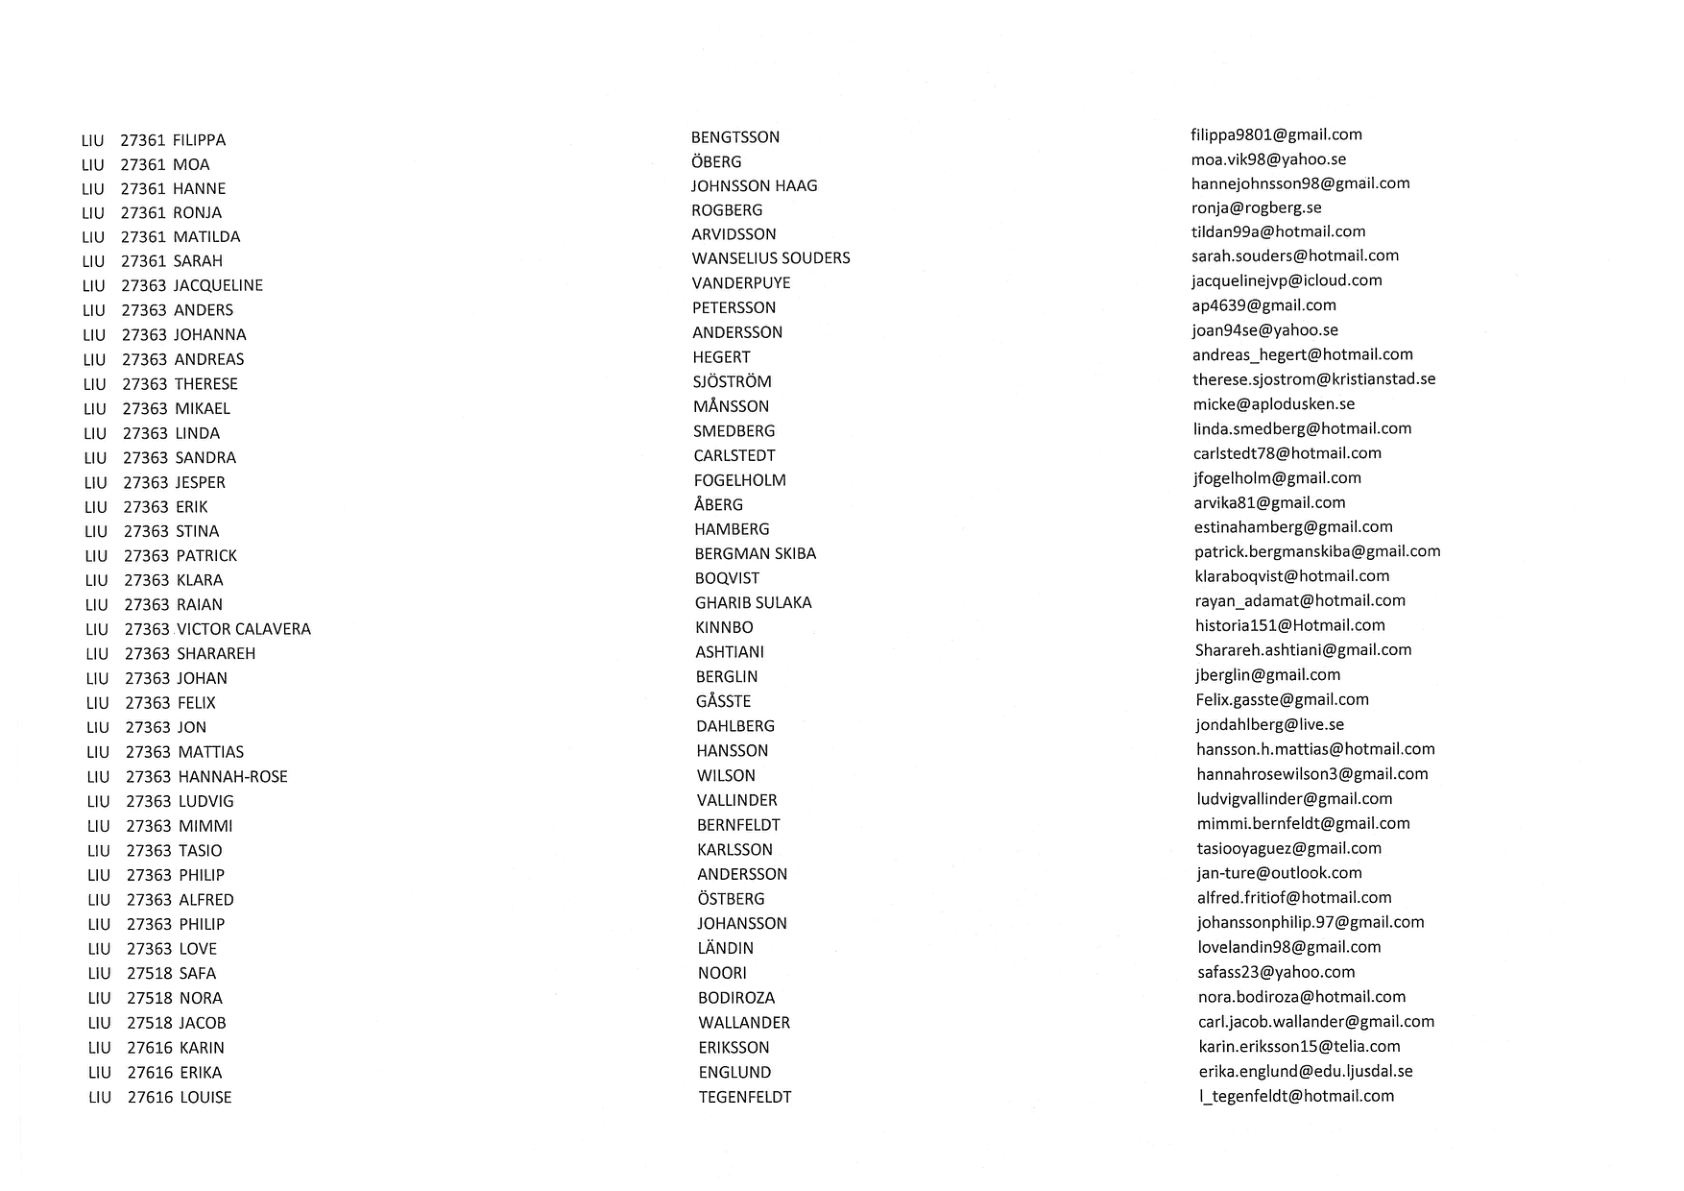 LIU 27361 FILIPPA BENGTSSON filippa9801@gmail.com
LIU 27361 MOA ÖBERG moa.vik98@yahoo.se
LIU 27361 HANNE JOHNSSON HAAG hannejohnsson98@gmail.com
LIU 27361 RONJA ROGBERG ronja@rogberg.se
LIU 27361 MATILDA ARVIDSSON tildan99a@hotmail.com
LIU 27361 SARAH WANSELIUS SOUDERS sarah.souders@hotmail.com
LIU 27363 JACQUELINE VANDERPUYE jacquelinejvp@icloud.com
LIU 27363 ANDERS PETERSSON ap4639@gmail.com
LIU 27363 JOHANNA ANDERSSON joan94se@yahoo.se
LIU 27363 ANDREAS HEGERT andreas_hegert@hotmail.com
LIU 27363 THERESE SJÖSTRÖM therese.sjostrom@kristianstad.se
LIU 27363 MIKAEL MÅNSSON micke@aplodusken.se
LIU 27363 LINDA SMEDBERG linda.smedberg@hotmail.com
LIU 27363 SANDRA CARLSTEDT carlstedt78@hotmail.com
LIU 27363 JESPER FOGELHOLM jfogelholm@gmail.com
LIU 27363 ERIK ÅBERG arvika81@gmail.com
LIU 27363 STINA HAMBERG estinahamberg@gmail.com
LIU 27363 PATRICK BERGMAN SKIBA patrick.bergmanskiba@gmail.com
LIU 27363 KLARA BOQVIST klaraboqvist@hotmail.com
LIU 27363 RAIAN GHARIB SULAKA rayan_adamat@hotmail.com
LIU 27363 VICTOR CALAVERA KINNBO historia151@Hotmail.com
LIU 27363 SHARAREH ASHTIANI Sharareh.ashtiani@gmail.com
LIU 27363 JOHAN BERGLIN jberglin@gmail.com
LIU 27363 FELIX GÅSSTE Felix.gasste@gmail.com
LIU 27363 JON DAHLBERG jondahlberg@live.se
LIU 27363 MATTIAS HANSSON hansson.h.mattias@hotmail.com
LIU 27363 HANNAH-ROSE WILSON hannahrosewilson3@gmail.com
LIU 27363 LUDVIG VALLINDER ludvigvallinder@gmail.com
LIU 27363 MIMMI BERNFELDT mimmi.bernfeldt@gmail.com
LIU 27363 TASIO KARLSSON tasiooyaguez@gmail.com
LIU 27363 PHILIP ANDERSSON jan-ture@outlook.com
LIU 27363 ALFRED ÖSTBERG alfred.fritiof@hotmail.com
LIU 27363 PHILIP JOHANSSON johanssonphilip.97@gmail.com
LIU 27363 LOVE LÄNDIN lovelandin98@gmail.com
LIU 27518 SAFA NOORI safass23@yahoo.com
LIU 27518 NORA BODIROZA nora.bodiroza@hotmail.com
LIU 27518 JACOB WALLANDER carl.jacob.wallander@gmail.com
LIU 27616 KARIN ERIKSSON karin.eriksson15@telia.com
LIU 27616 ERIKA ENGLUND erika.englund@edu.ljusdal.se
LIU 27616 LOUISE TEGENFELDT l_tegenfeldt@hotmail.com